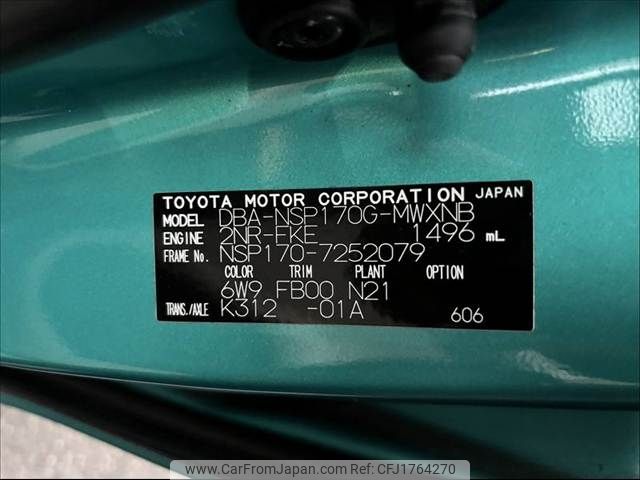 TOYOTA MOTOR CORPORATION JAPAN
MODEL DBA-NSP170G-MWXNB
ENGINE 2NR-FKE 1496 mL
FRAME No. NSP170-7252079
COLOR TRIM PLANT OPTION
6W9 FB00 N21
TRANS./AXLE K312 -01A
606
www.CarFromJapan.com Ref No: CFJ1764270